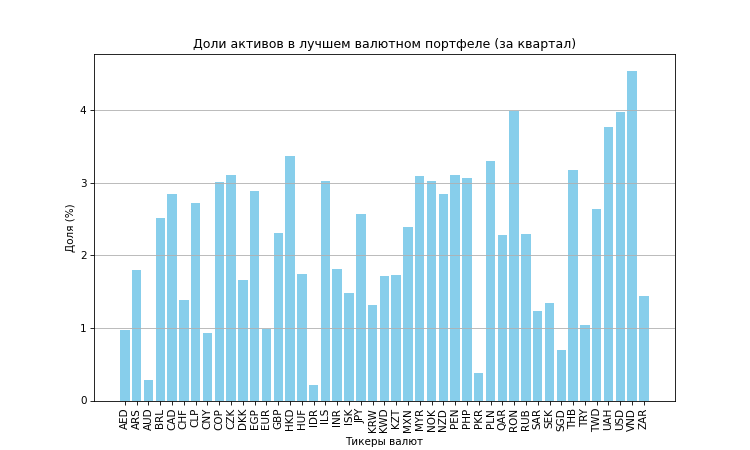 Доли активов в лучшем валютном портфеле (за квартал)
Доля (%)
4
3
2
1
0
AED ARS AUD BRL CAD CHF CLP CNY COP CZK DKK EGP EUR GBP HKD HUF IDR ILS INR ISK JPY KRW KWD KZT MXN MYR NOK NZD PEN PHP PKR PLN QAR RON RUB SAR SEK SGD THB TRY TWD UAH USD VND ZAR
Тикеры валют